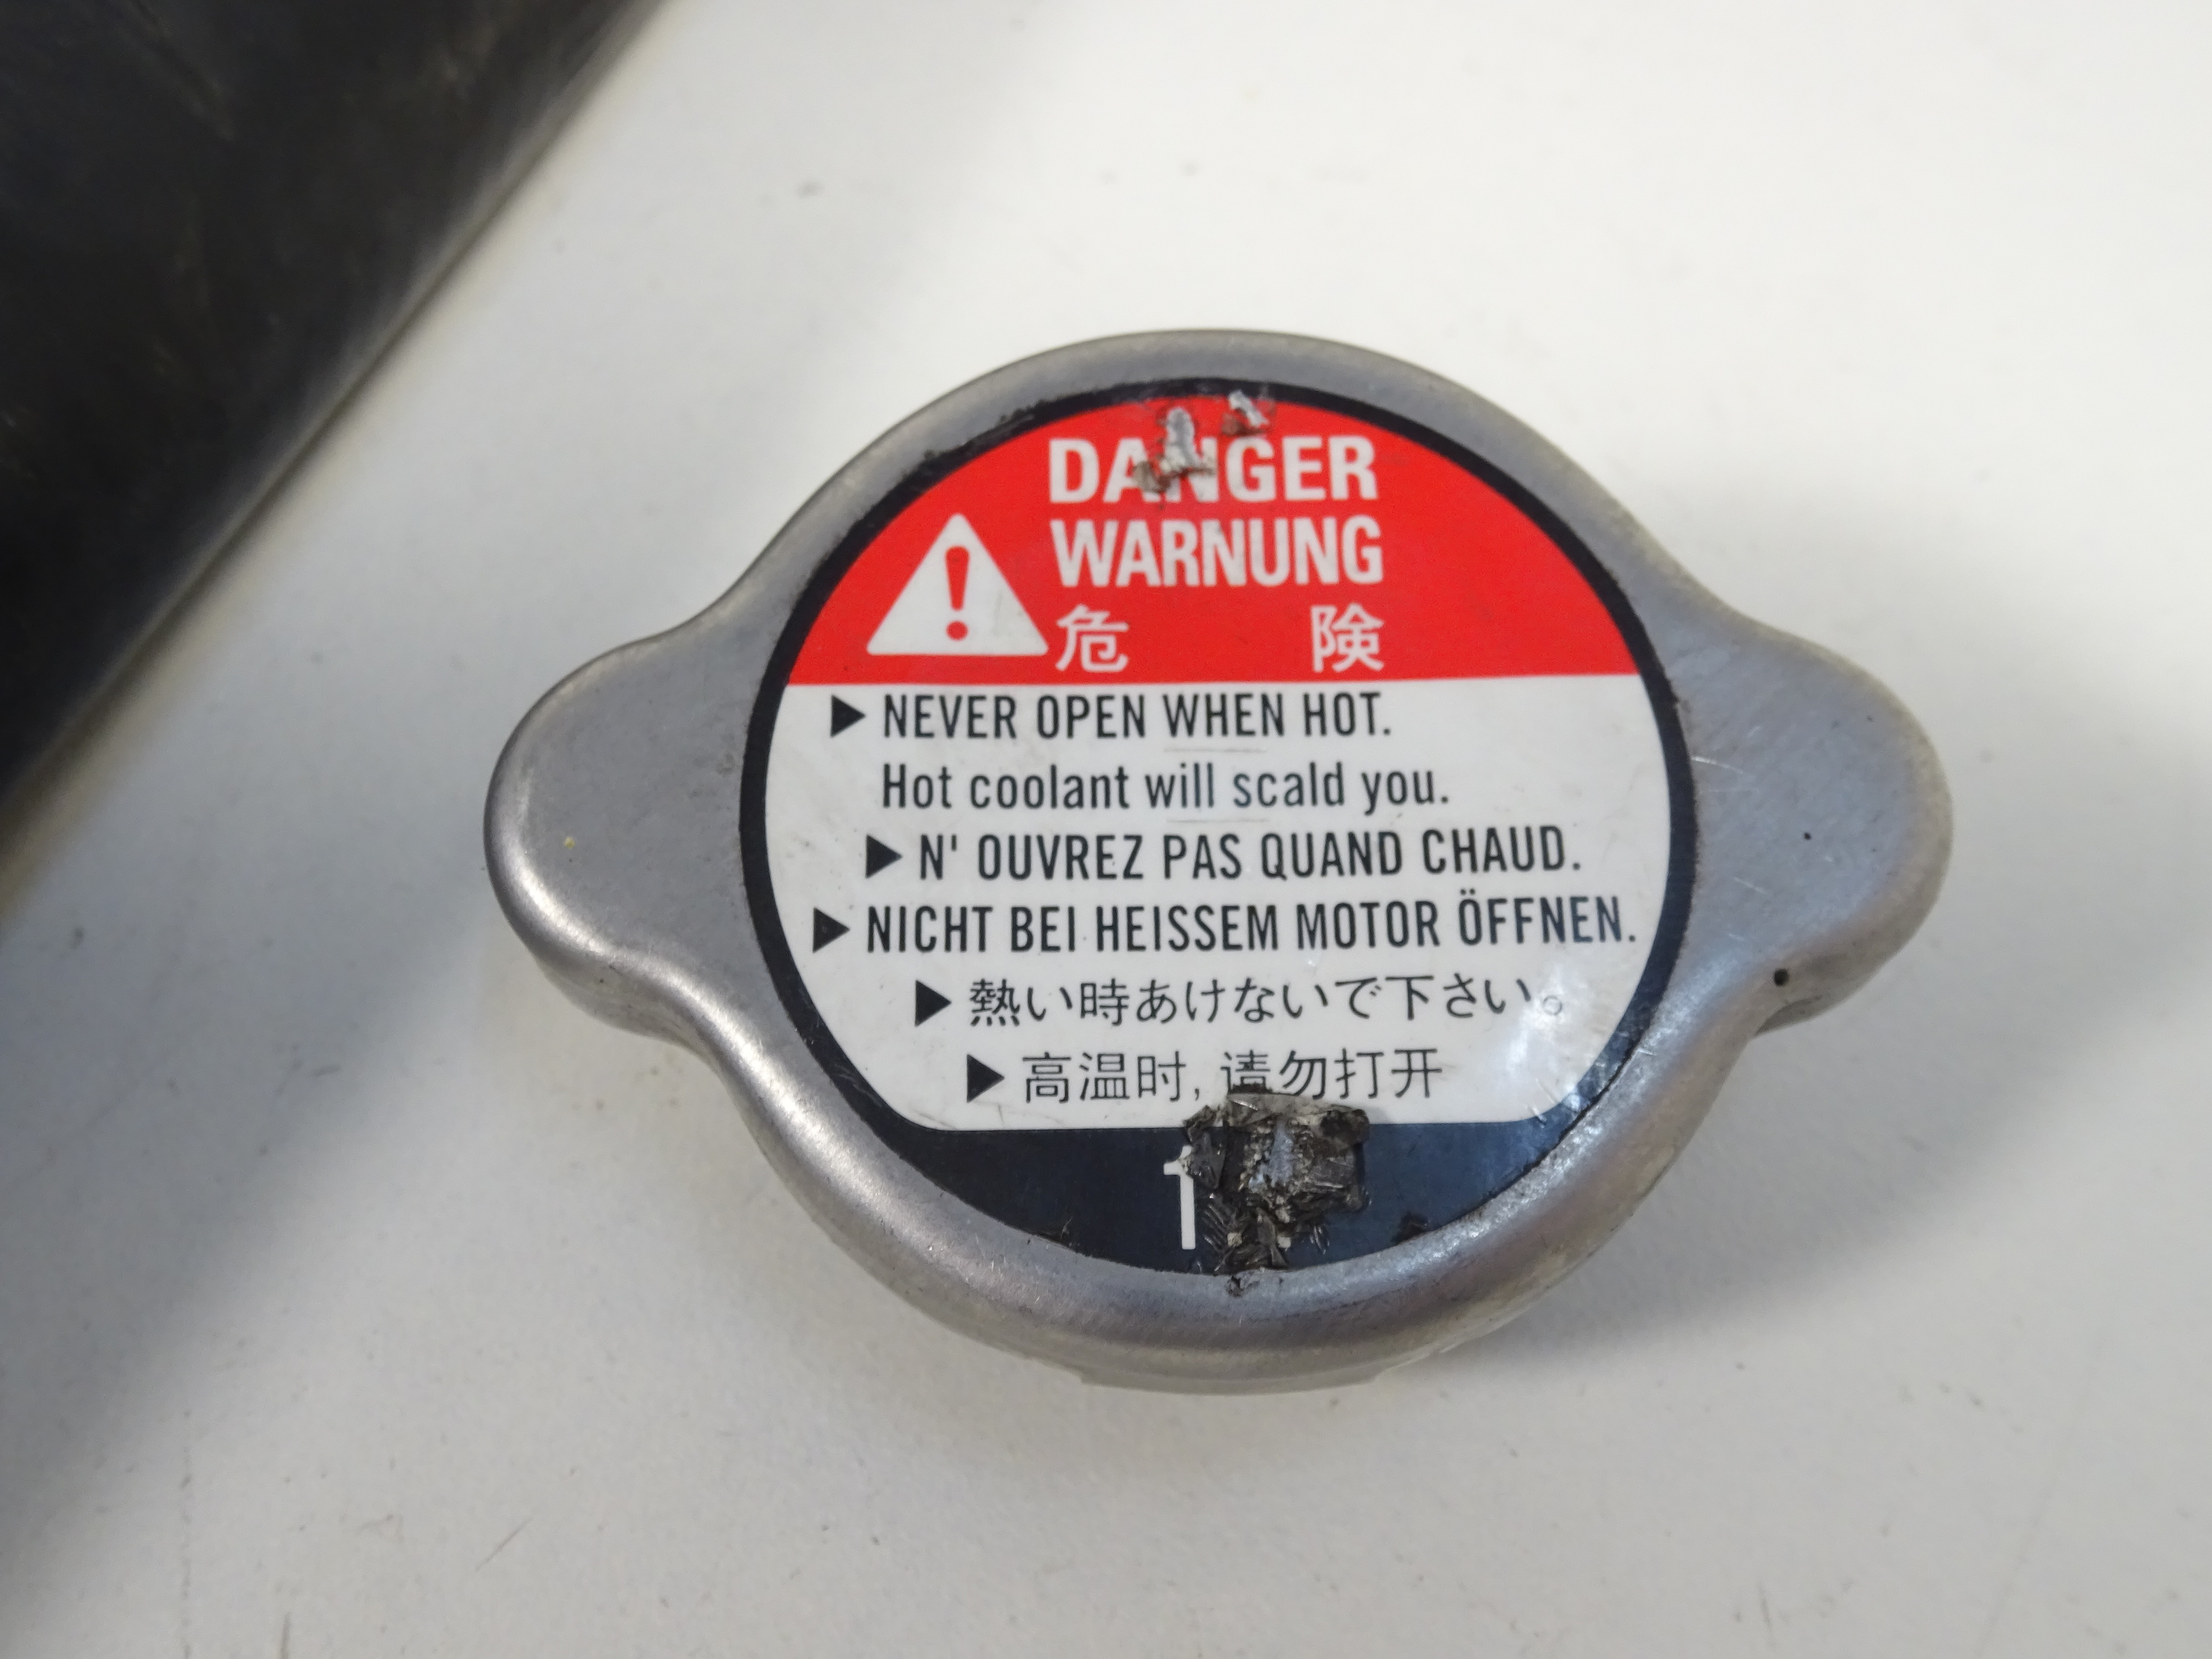 DANGER
WARNUNG
危 険
▶ NEVER OPEN WHEN HOT.
Hot coolant will scald you.
▶ N' OUVREZ PAS QUAND CHAUD.
▶ NICHT BEI HEISSEM MOTOR ÖFFNEN.
▶ 熱い時あけないで下さい。
▶ 高温时, 请勿打开